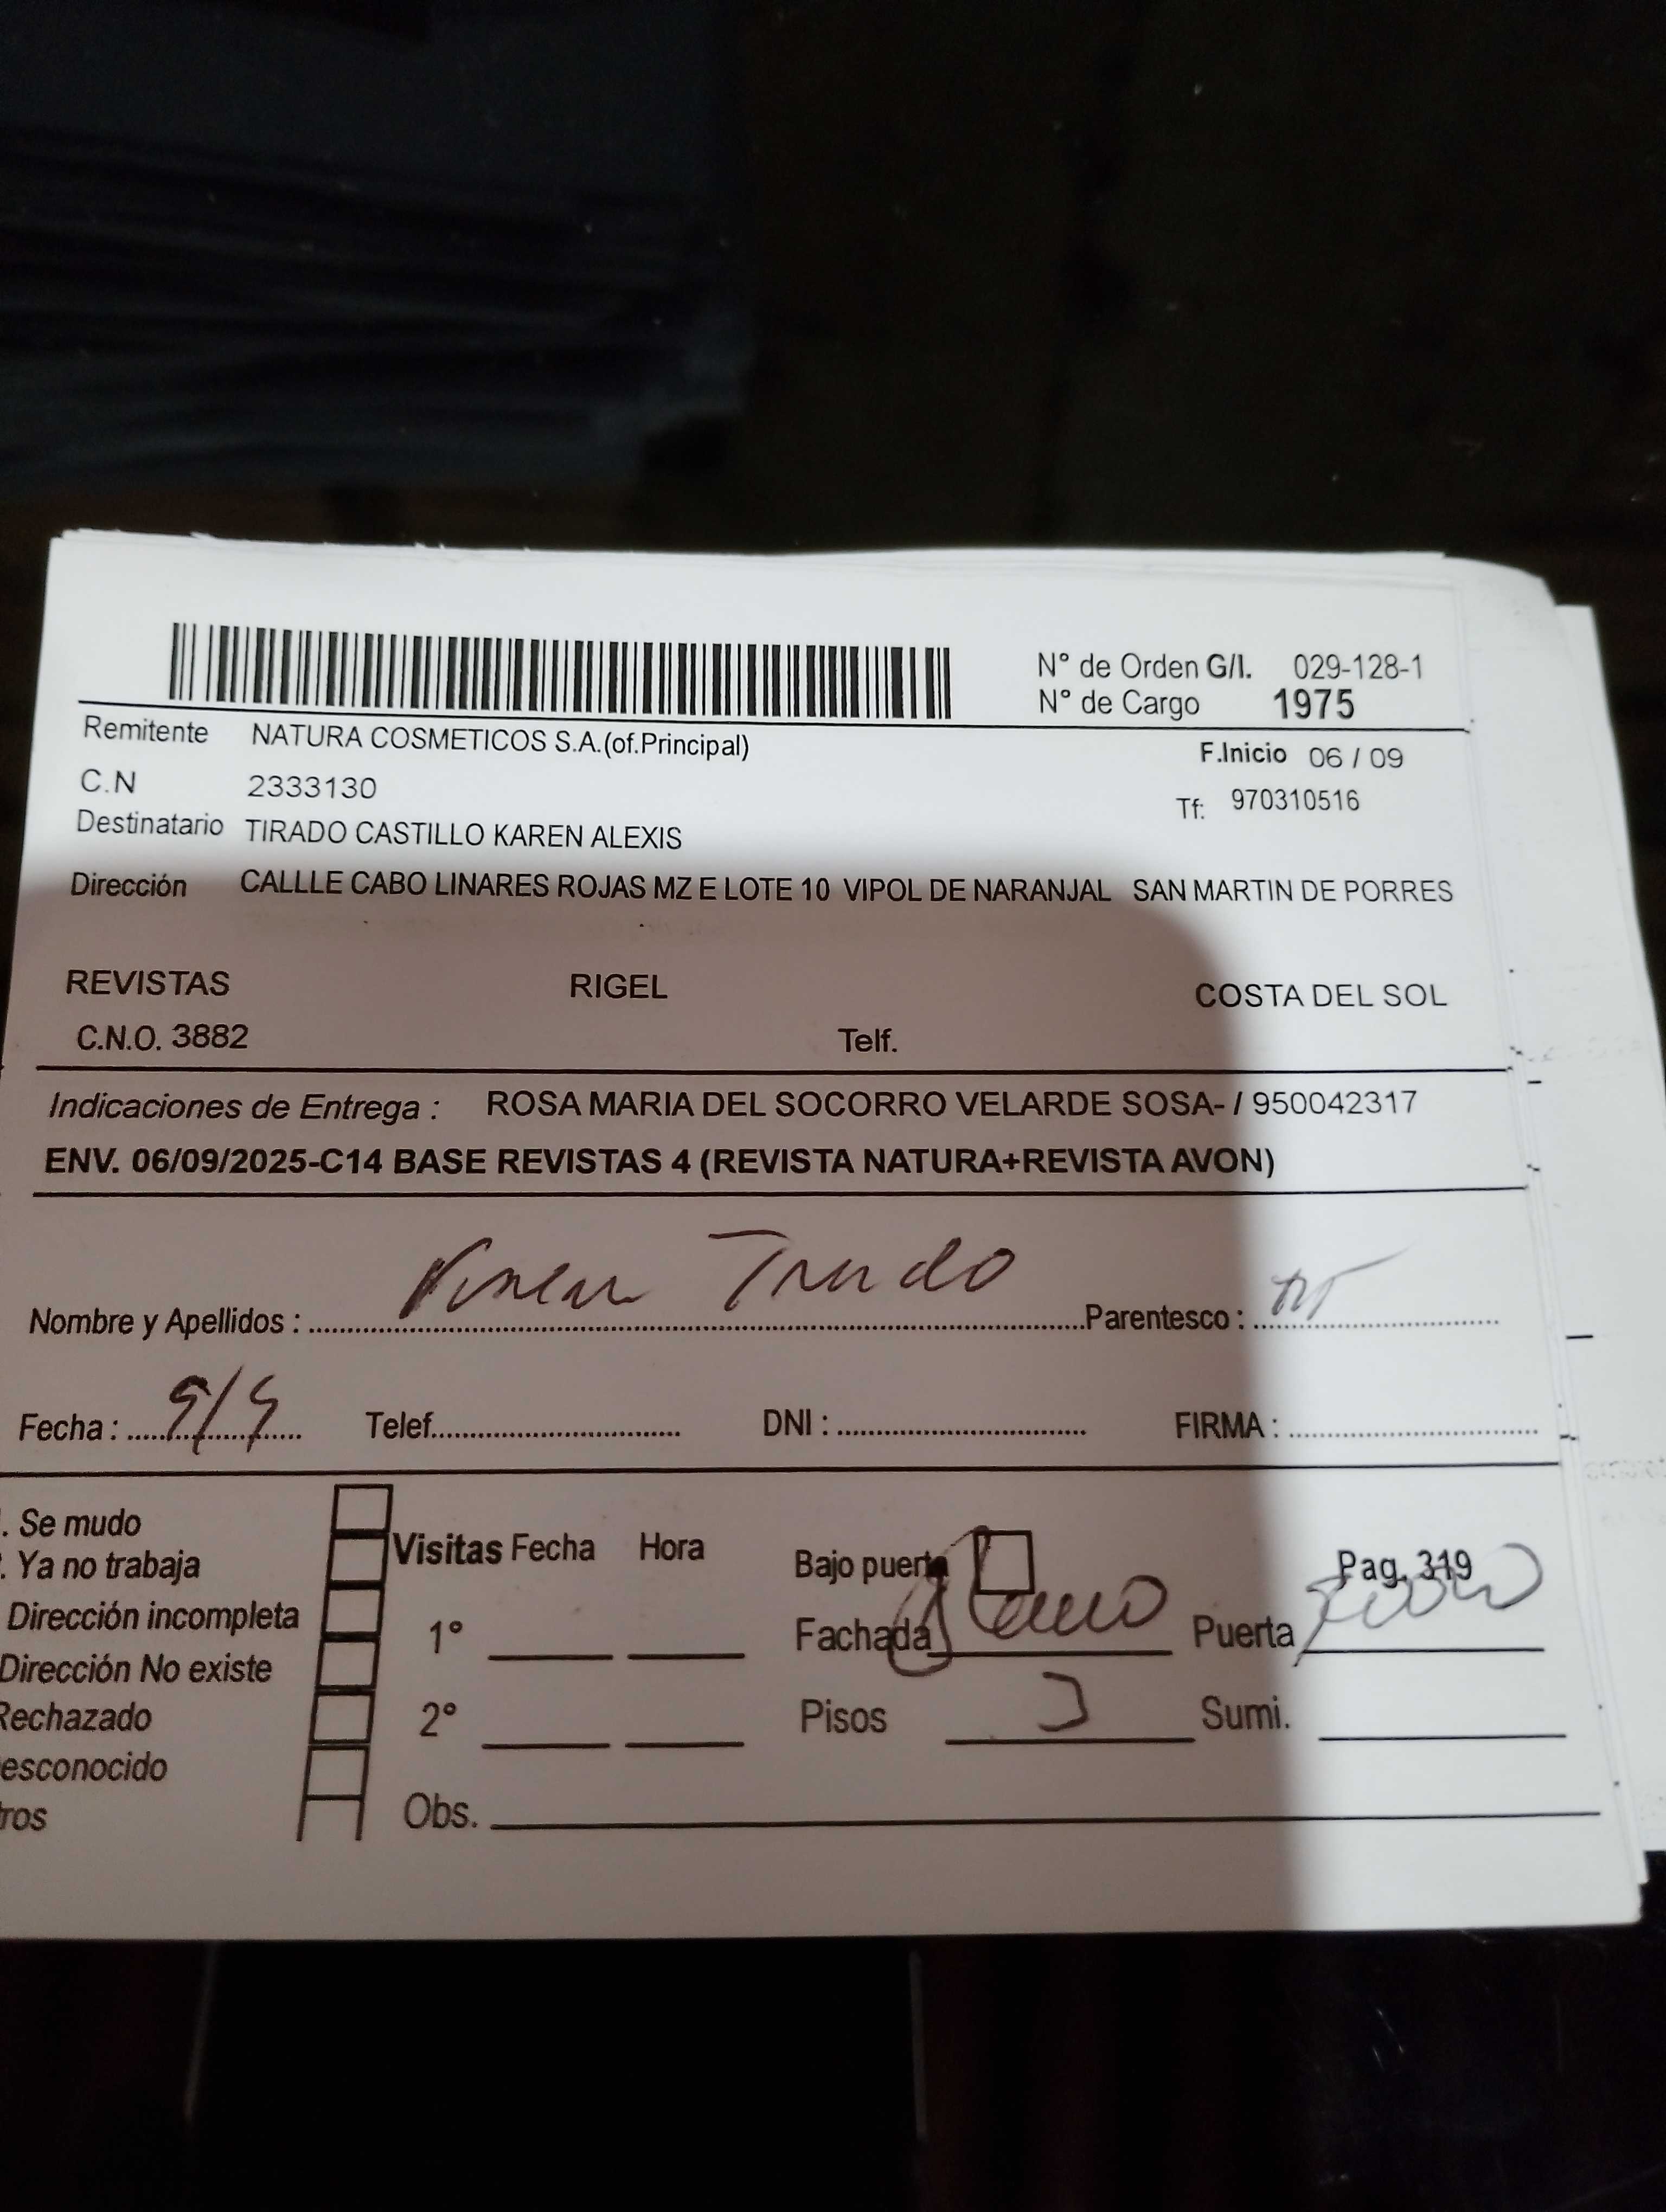 N° de Orden G/I. 029-128-1
N° de Cargo 1975
Remitente NATURA COSMETICOS S.A.(of.Principal)
F.Inicio 06 / 09
C.N 2333130
Tf: 970310516
Destinatario TIRADO CASTILLO KAREN ALEXIS
Dirección CALLLE CABO LINARES ROJAS MZ E LOTE 10 VIPOL DE NARANJAL SAN MARTIN DE PORRES
REVISTAS RIGEL COSTA DEL SOL
C.N.O. 3882 Telf.
Indicaciones de Entrega : ROSA MARIA DEL SOCORRO VELARDE SOSA- / 950042317
ENV. 06/09/2025-C14 BASE REVISTAS 4 (REVISTA NATURA+REVISTA AVON)
Nombre y Apellidos : Parentesco :
Fecha : 9/9 Telef. DNI : FIRMA :
. Se mudo
. Ya no trabaja
Dirección incompleta
Dirección No existe
Rechazado
esconocido
tros
Visitas Fecha Hora
1°
2°
Bajo puerta Pag. 319
Fachada Puerta
Pisos 3 Sumi.
Obs.